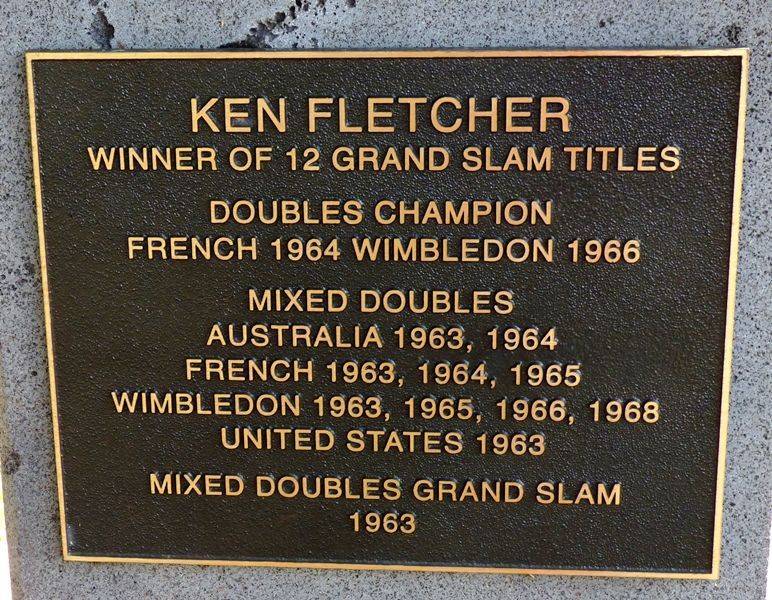 KEN FLETCHER
WINNER OF 12 GRAND SLAM TITLES
DOUBLES CHAMPION
FRENCH 1964 WIMBLEDON 1966
MIXED DOUBLES
AUSTRALIA 1963, 1964
FRENCH 1963, 1964, 1965
WIMBLEDON 1963, 1965, 1966, 1968
UNITED STATES 1963
MIXED DOUBLES GRAND SLAM
1963